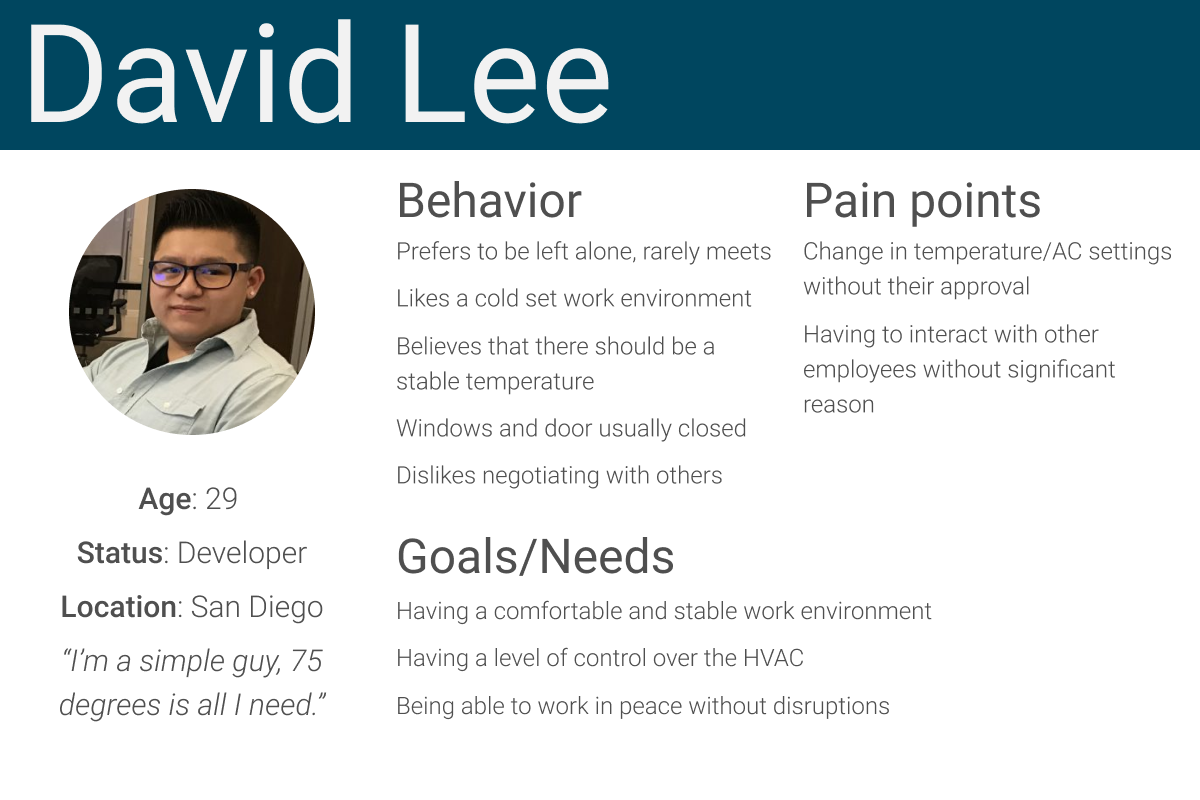 David Lee
Behavior
Prefers to be left alone, rarely meets
Likes a cold set work environment
Believes that there should be a
stable temperature
Windows and door usually closed
Dislikes negotiating with others
Pain points
Change in temperature/AC settings
without their approval
Having to interact with other
employees without significant
reason
Age: 29
Status: Developer
Location: San Diego
“I’m a simple guy, 75
degrees is all I need.”
Goals/Needs
Having a comfortable and stable work environment
Having a level of control over the HVAC
Being able to work in peace without disruptions